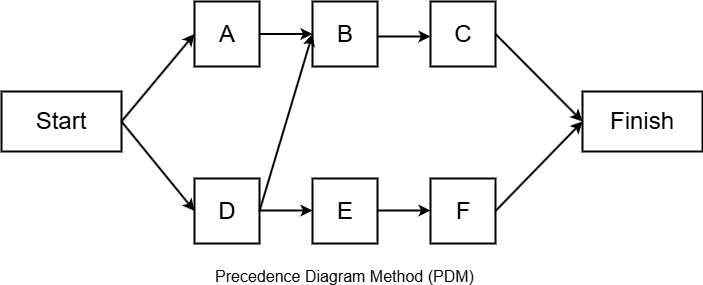 A
B
C
Start
Finish
D
E
F
Precedence Diagram Method (PDM)